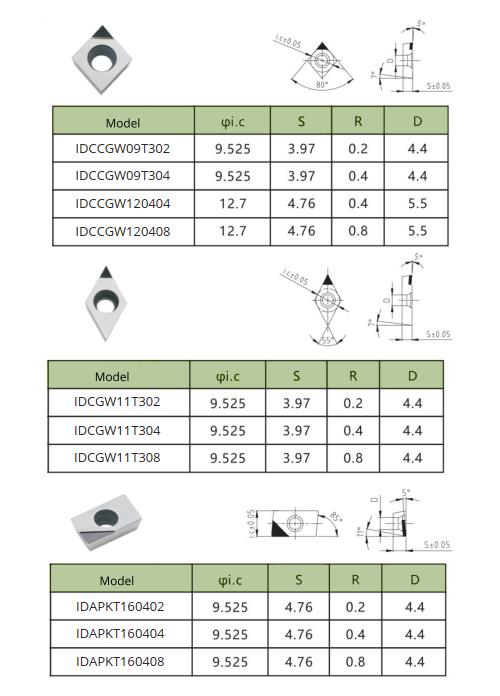 5°
i.c±0.05
D
80°
7°
S±0.05
Model φi.c S R D
IDCCGW09T302 9.525 3.97 0.2 4.4
IDCCGW09T304 9.525 3.97 0.4 4.4
IDCCGW120404 12.7 4.76 0.4 5.5
IDCCGW120408 12.7 4.76 0.8 5.5
5°
i.c±0.05
D
7°
55°
S±0.05
Model φi.c S R D
IDCGW11T302 9.525 3.97 0.2 4.4
IDCGW11T304 9.525 3.97 0.4 4.4
IDCGW11T308 9.525 3.97 0.8 4.4
5°
D
i.c±0.05
85°
11°
S±0.05
Model φi.c S R D
IDAPKT160402 9.525 4.76 0.2 4.4
IDAPKT160404 9.525 4.76 0.4 4.4
IDAPKT160408 9.525 4.76 0.8 4.4